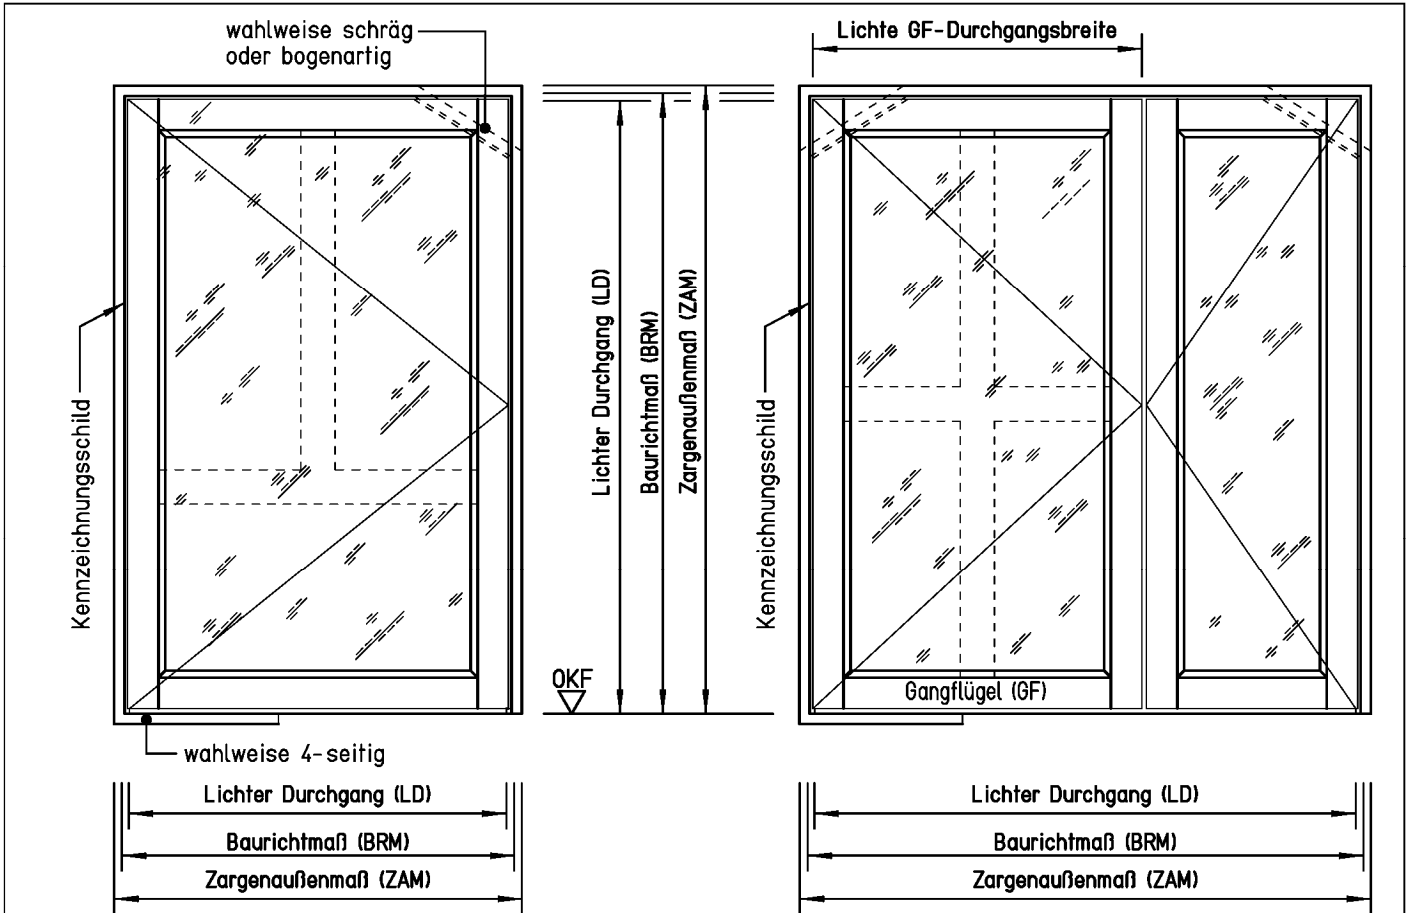 wahlweise schräg
oder bogenartig
Lichte GF-Durchgangsbreite
Kennzeichnungsschild
Lichter Durchgang (LD)
Baurichtmaß (BRM)
Zargenaußenmaß (ZAM)
Kennzeichnungsschild
OKF
Gangflügel (GF)
wahlweise 4-seitig
Lichter Durchgang (LD)
Baurichtmaß (BRM)
Zargenaußenmaß (ZAM)
Lichter Durchgang (LD)
Baurichtmaß (BRM)
Zargenaußenmaß (ZAM)